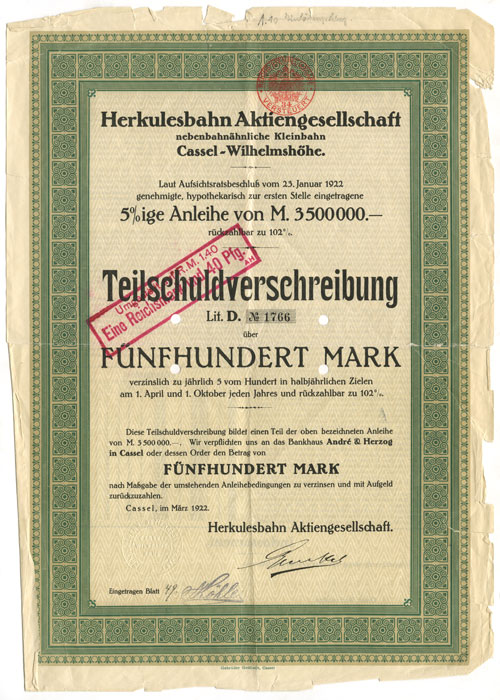 Herkulesbahn Aktiengesellschaft
nebenbahnähnliche Kleinbahn
Cassel-Wilhelmshöhe.
Laut Aufsichtsratsbeschluß vom 23. Januar 1922
genehmigte, hypothekarisch zur ersten Stelle eingetragene
5%ige Anleihe von M. 3500000.—
rückzahlbar zu 102%.
R.M. 1.40
Eine Reichsmark und 40 Pfg.
Teilschuldverschreibung
Lit. D. № 1766
über
FÜNFHUNDERT MARK
verzinslich zu jährlich 5 vom Hundert in halbjährlichen Zielen
am 1. April und 1. Oktober jeden Jahres und rückzahlbar zu 102%.
Diese Teilschuldverschreibung bildet einen Teil der oben bezeichneten Anleihe
von M. 3500000.—. Wir verpflichten uns an das Bankhaus André & Herzog
in Cassel oder dessen Order den Betrag von
FÜNFHUNDERT MARK
nach Maßgabe der umstehenden Anleihebedingungen zu verzinsen und mit Aufgeld
zurückzuzahlen.
Cassel, im März 1922.
Herkulesbahn Aktiengesellschaft.
Eingetragen Blatt 49.